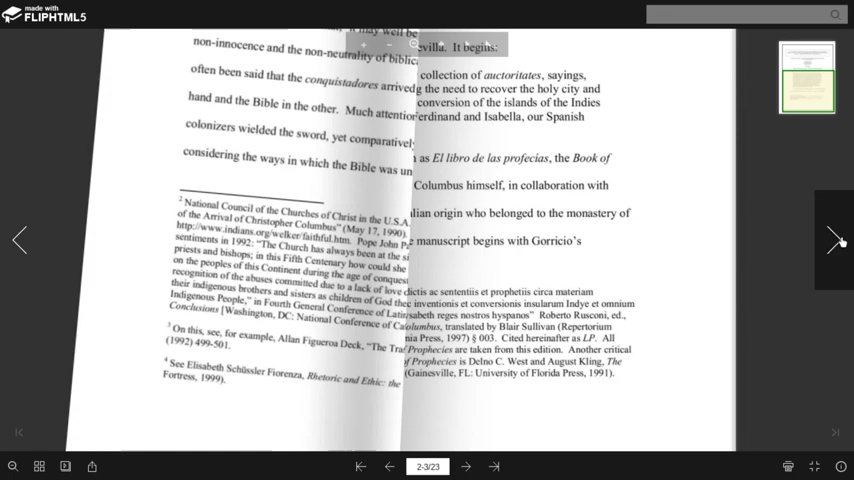 made with
FLIPHTML5
it may well be
non-innocence and the non-neutrality of biblic
often been said that the conquistadores arrived
hand and the Bible in the other. Much attention
colonizers wielded the sword, yet comparatively
considering the ways in which the Bible was un
2 National Council of the Churches of Christ in the U.S.A.
of the Arrival of Christopher Columbus" (May 17, 1990).
http://www.indians.org/welker/faithful.htm. Pope John P
sentiments in 1992: "The Church has always been at the si
priests and bishops; in this Fifth Centenary how could she
on the peoples of this Continent during the age of conquest
recognition of the abuses committed due to a lack of love
their indigenous brothers and sisters as children of God
Indigenous People," in Fourth General Conference of Latin
Conclusions [Washington, DC: National Conference of Ca
3 On this, see, for example, Allan Figueroa Deck, "The Tra
(1992) 499-501.
4 See Elisabeth Schüssler Fiorenza, Rhetoric and Ethic: the
Fortress, 1999).
evilla. It begins:
collection of auctoritates, sayings,
g the need to recover the holy city and
conversion of the islands of the Indies
erdinand and Isabella, our Spanish
as El libro de las profecias, the Book of
Columbus himself, in collaboration with
lian origin who belonged to the monastery of
manuscript begins with Gorricio's
dictis ac sententiis et prophetiis circa materiam
inventionis et conversionis insularum Indye et omnium
isabeth reges nostros hyspanos" Roberto Rusconi, ed.,
olumbus, translated by Blair Sullivan (Repertorium
nia Press, 1997) § 003. Cited hereinafter as LP. All
Prophecies are taken from this edition. Another critical
f Prophecies is Delno C. West and August Kling, The
(Gainesville, FL: University of Florida Press, 1991).
2-3/23